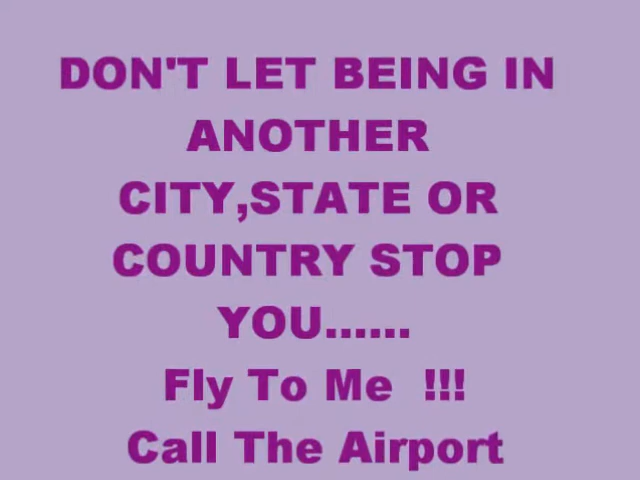 DON'T LET BEING IN
ANOTHER
CITY,STATE OR
COUNTRY STOP
YOU......
Fly To Me  !!!
Call The Airport